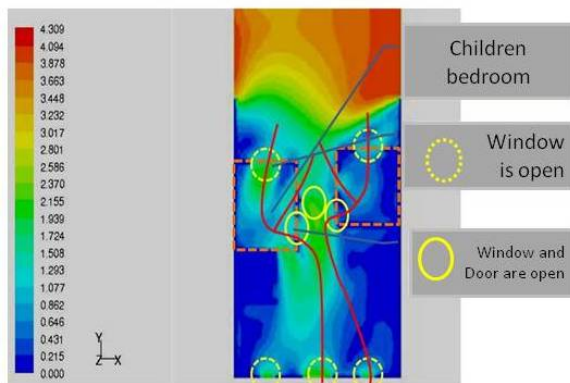 4.309
4.094
3.878
3.663
3.448
3.232
3.017
2.801
2.586
2.370
2.155
1.939
1.724
1.508
1.293
1.077
0.862
0.646
0.431
0.215
0.000
Y
Z X
Children
bedroom
Window
is open
Window and
Door are open